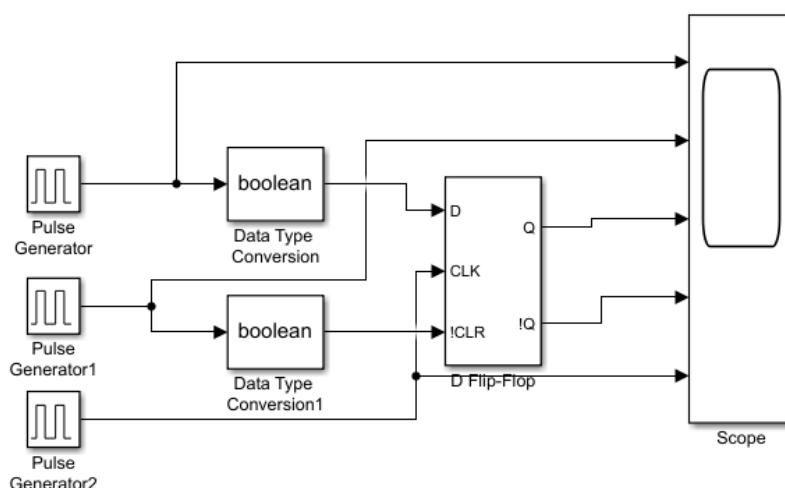 boolean
Pulse
Generator
Data Type
Conversion
D
Q
CLK
Pulse
Generator1
boolean
!CLR
!Q
Data Type
Conversion1
D Flip-Flop
Scope
Pulse
Generator2